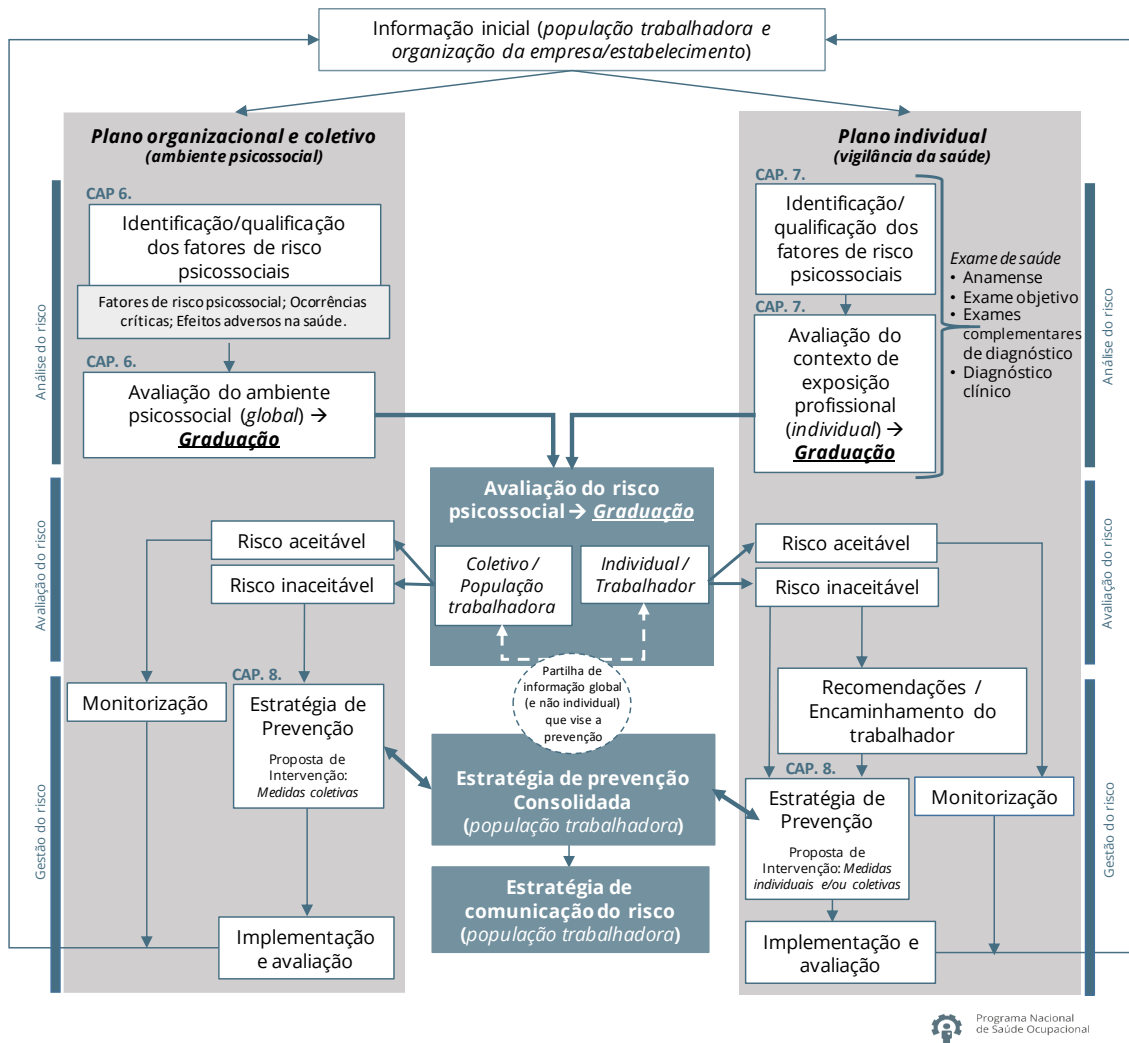 Informação inicial (população trabalhadora e
organização da empresa/estabelecimento)
Plano organizacional e coletivo
(ambiente psicossocial)
Análise do risco
CAP 6.
Identificação/qualificação
dos fatores de risco
psicossociais
Fatores de risco psicossocial; Ocorrências
críticas; Efeitos adversos na saúde.
CAP. 6.
Avaliação do ambiente
psicossocial (global) →
Graduação
Plano individual
(vigilância da saúde)
CAP. 7.
Identificação/
qualificação dos
fatores de risco
psicossociais
CAP. 7.
Avaliação do
contexto de
exposição
profissional
(individual) →
Graduação
Exame de saúde
• Anamense
• Exame objetivo
• Exames
complementares
de diagnóstico
• Diagnóstico
clínico
Análise do risco
Avaliação do risco
psicossocial → Graduação
Coletivo /
População
trabalhadora
Individual /
Trabalhador
Avaliação do risco
Risco aceitável
Risco inaceitável
Risco aceitável
Risco inaceitável
Avaliação do risco
Partilha de
informação global
(e não individual)
que vise a
prevenção
Gestão do risco
Monitorização
CAP. 8.
Estratégia de
Prevenção
Proposta de
Intervenção:
Medidas coletivas
Implementação
e avaliação
Estratégia de prevenção
Consolidada
(população trabalhadora)
Estratégia de
comunicação do risco
(população trabalhadora)
Recomendações /
Encaminhamento do
trabalhador
CAP. 8.
Estratégia de
Prevenção
Proposta de
Intervenção: Medidas
individuais e/ou coletivas
Monitorização
Implementação e
avaliação
Gestão do risco
Programa Nacional
de Saúde Ocupacional